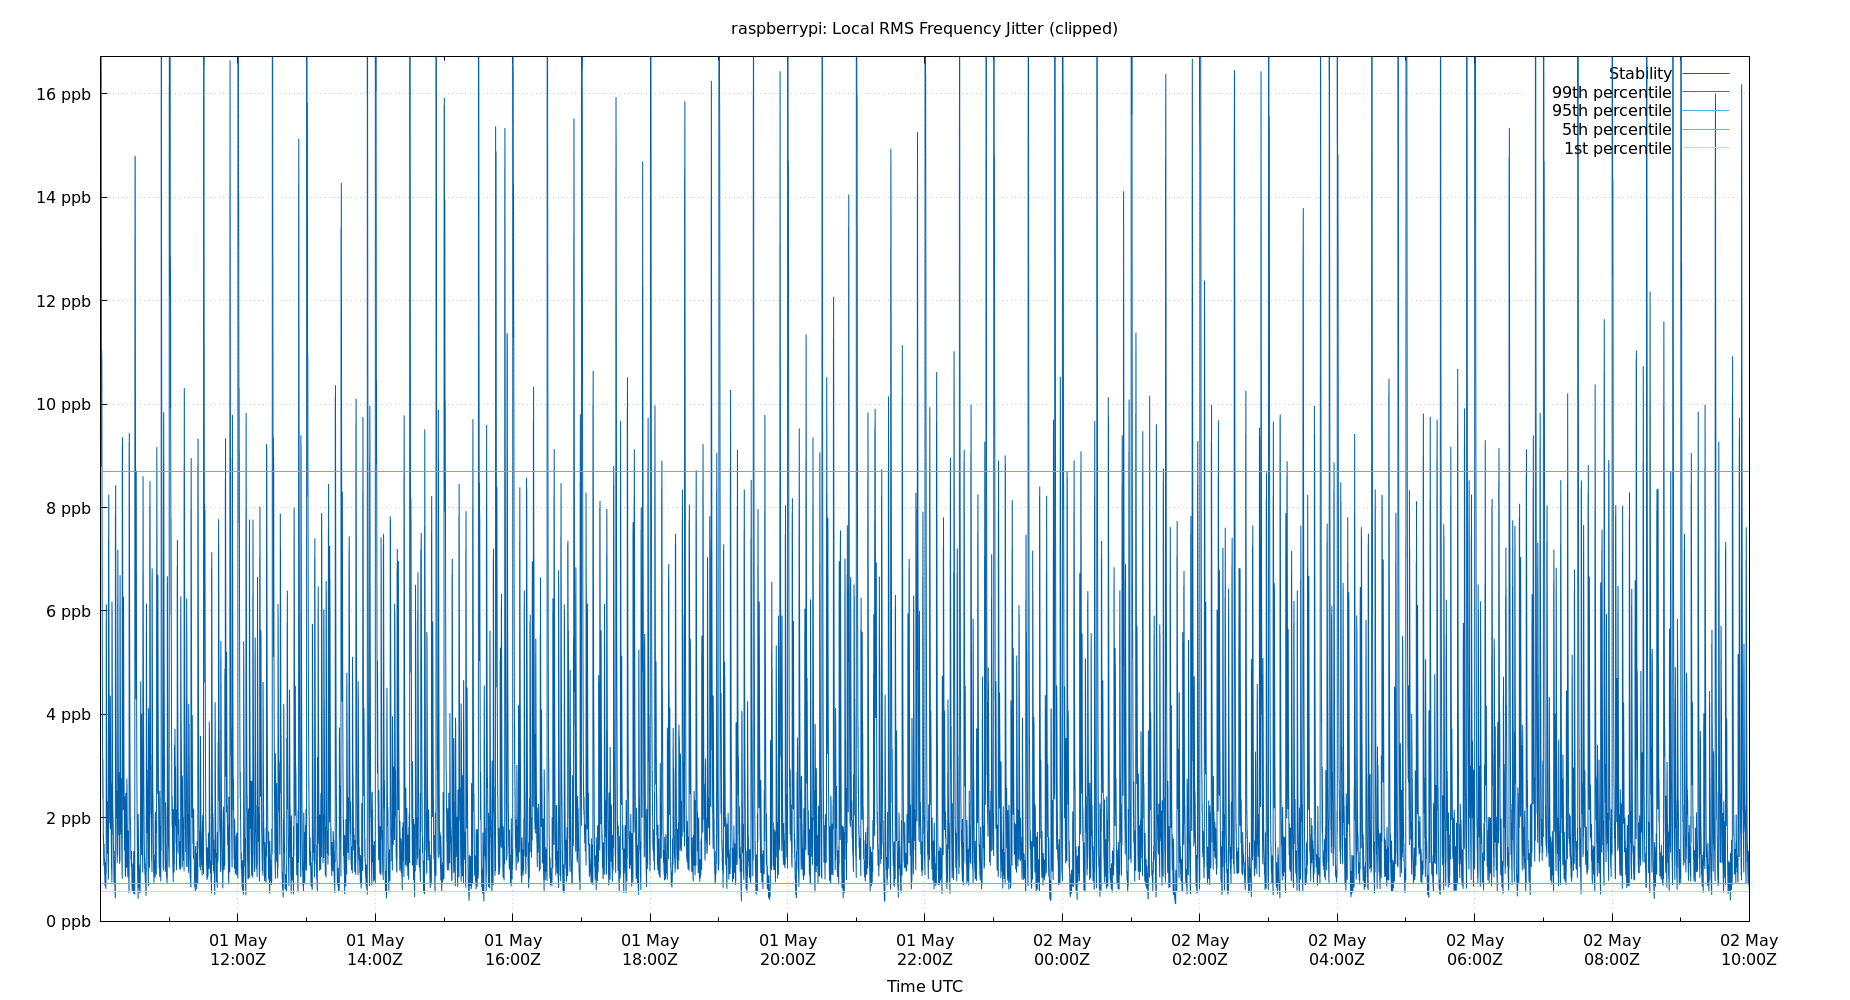 raspberrypi: Local RMS Frequency Jitter (clipped)
Stability
99th percentile
95th percentile
5th percentile
1st percentile
16 ppb
14 ppb
12 ppb
10 ppb
8 ppb
6 ppb
4 ppb
2 ppb
0 ppb
01 May 01 May 01 May 01 May 01 May 01 May 02 May 02 May 02 May 02 May 02 May 02 May
12:00Z 14:00Z 16:00Z 18:00Z 20:00Z 22:00Z 00:00Z 02:00Z 04:00Z 06:00Z 08:00Z 10:00Z
Time UTC